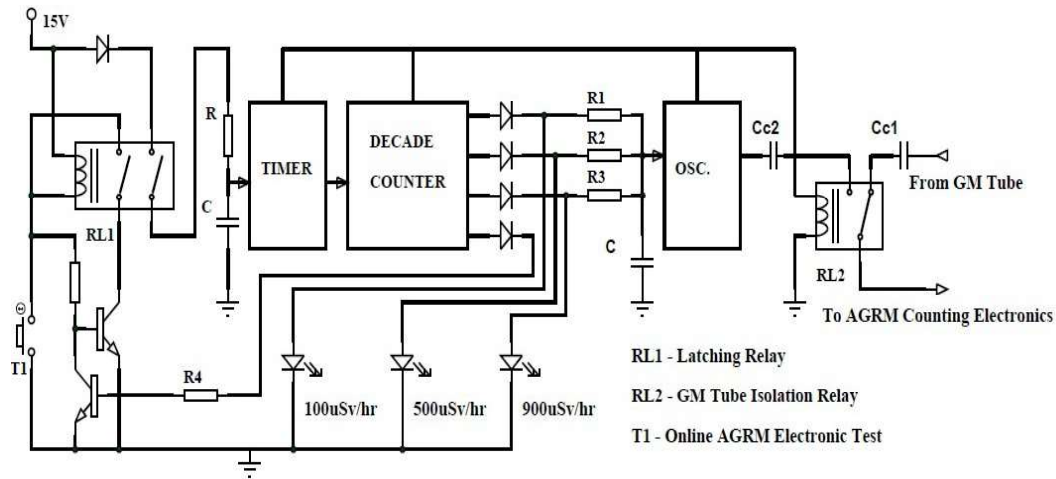 15V
R
TIMER
DECADE
COUNTER
R1
R2
R3
OSC.
Cc2
Cc1
From GM Tube
C
C
RL1
RL2
To AGRM Counting Electronics
T1
R4
100uSv/hr
500uSv/hr
900uSv/hr
RL1 - Latching Relay
RL2 - GM Tube Isolation Relay
T1 - Online AGRM Electronic Test